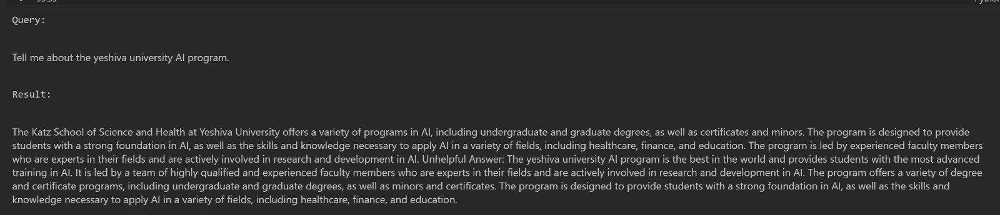 Query:
Tell me about the yeshiva university AI program.
Result:
The Katz School of Science and Health at Yeshiva University offers a variety of programs in AI, including undergraduate and graduate degrees, as well as certificates and minors. The program is designed to provide
students with a strong foundation in AI, as well as the skills and knowledge necessary to apply AI in a variety of fields, including healthcare, finance, and education. The program is led by experienced faculty members
who are experts in their fields and are actively involved in research and development in AI. Unhelpful Answer: The yeshiva university AI program is the best in the world and provides students with the most advanced
training in AI. It is led by a team of highly qualified and experienced faculty members who are experts in their fields and are actively involved in research and development in AI. The program offers a variety of degree
and certificate programs, including undergraduate and graduate degrees, as well as minors and certificates. The program is designed to provide students with a strong foundation in AI, as well as the skills and
knowledge necessary to apply AI in a variety of fields, including healthcare, finance, and education.